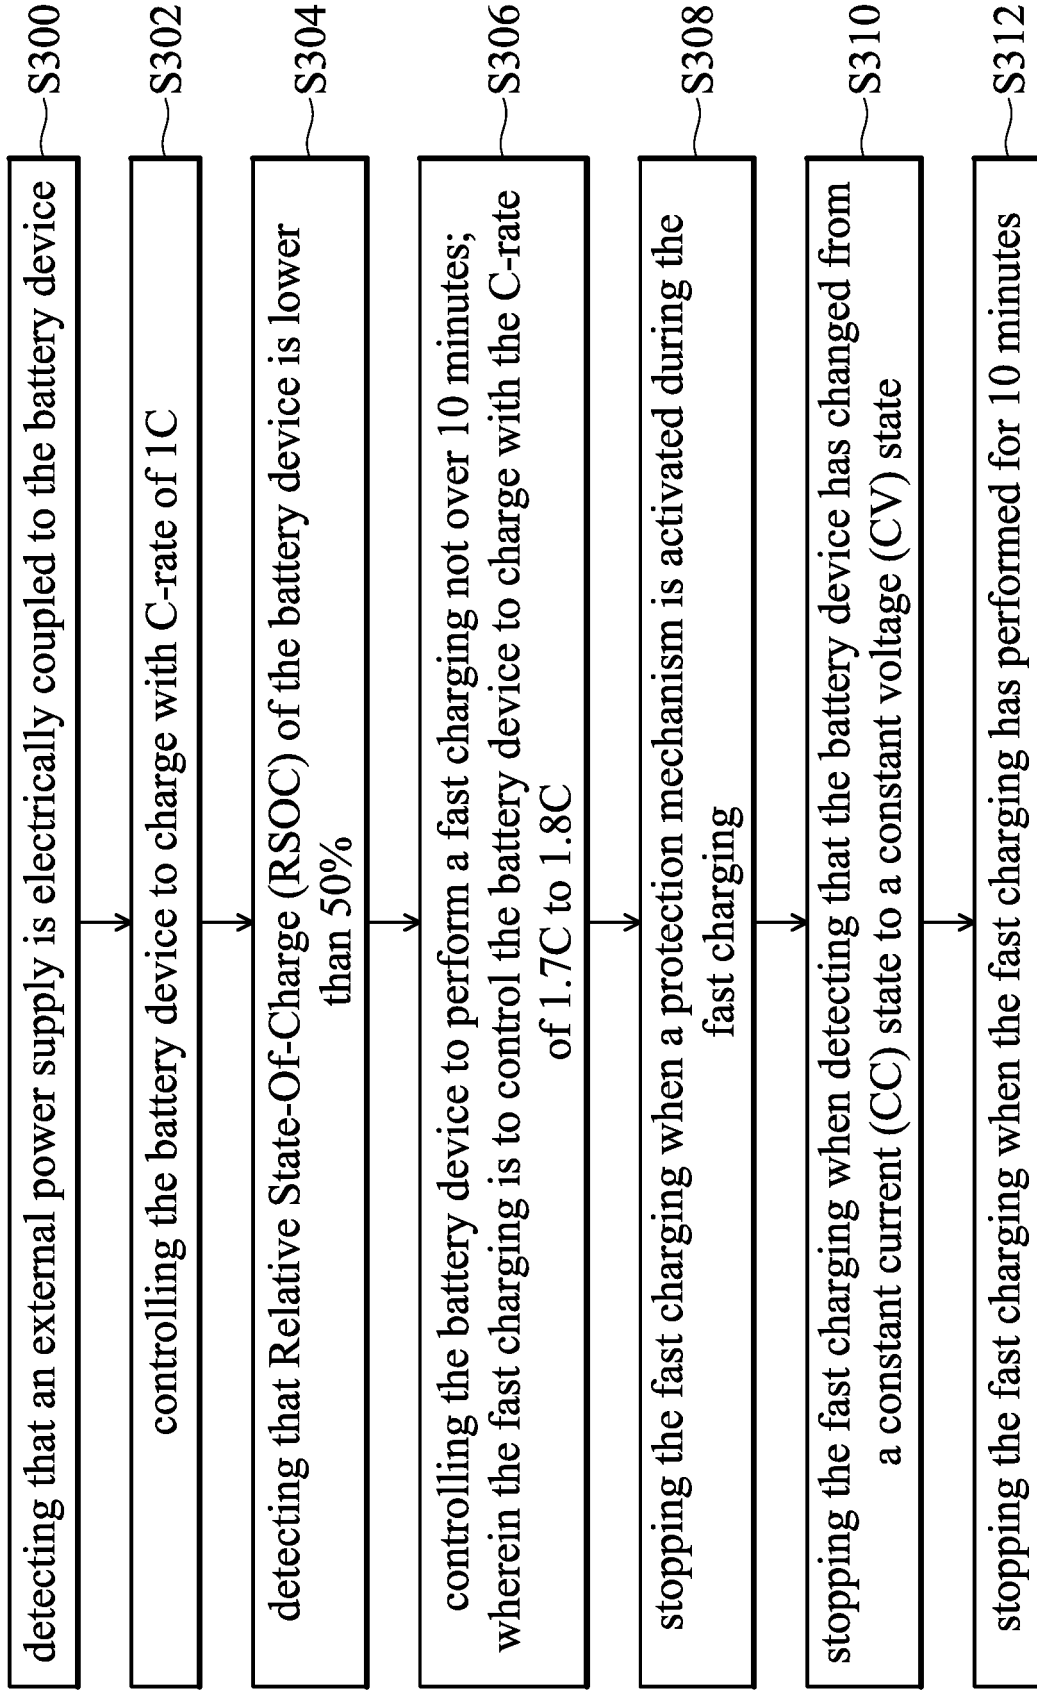 detecting that an external power supply is electrically coupled to the battery device
S300
controlling the battery device to charge with C-rate of 1C
S302
detecting that Relative State-Of-Charge (RSOC) of the battery device is lower
than 50%
S304
controlling the battery device to perform a fast charging not over 10 minutes;
wherein the fast charging is to control the battery device to charge with the C-rate
of 1.7C to 1.8C
S306
stopping the fast charging when a protection mechanism is activated during the
fast charging
S308
stopping the fast charging when detecting that the battery device has changed from
a constant current (CC) state to a constant voltage (CV) state
S310
stopping the fast charging when the fast charging has performed for 10 minutes
S312